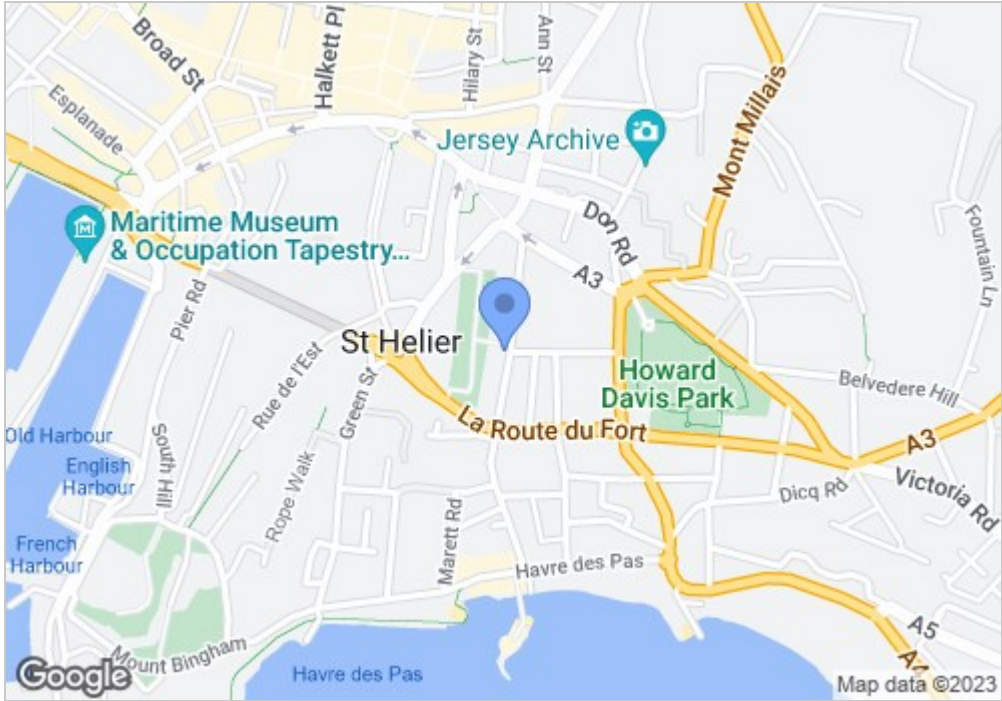 Broad St
Halkett Pl
Hilary St
Ann St
Esplanade
Jersey Archive
Mont Millais
Maritime Museum
& Occupation Tapestry...
Don Rd
A3
Fountain Ln
Pier Rd
St Helier
Rue de l'Est
Green St
Howard
Davis Park
Belvedere Hill
La Route du Fort
A3
Old Harbour
English
Harbour
South Hill
Rope Walk
Victoria Rd
Dicq Rd
French
Harbour
Marett Rd
Havre des Pas
A5
Mount Bingham
Havre des Pas
A4
Google
Map data ©2023